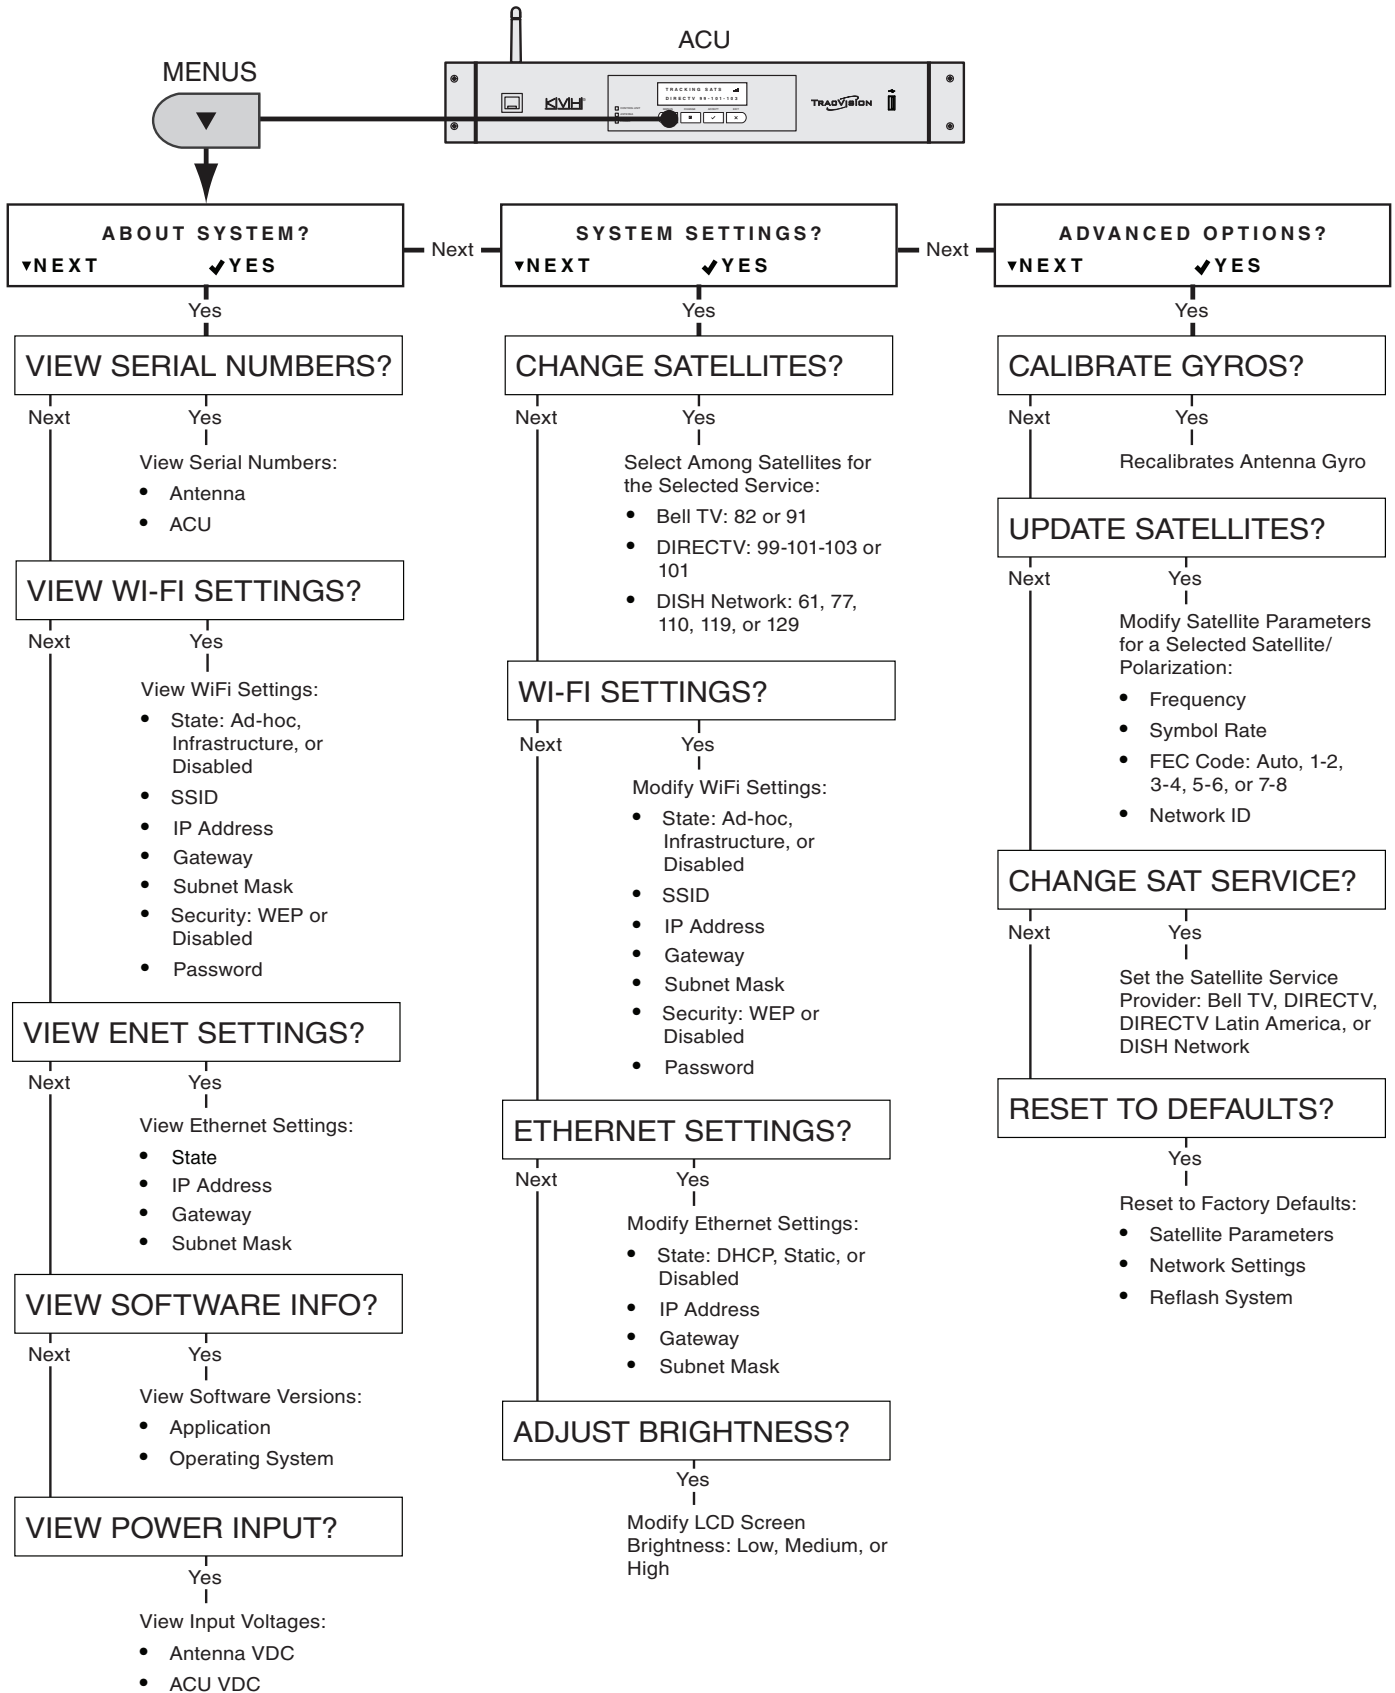 ACU
MENUS
KVH
TRACKING SATS
DIRECTV 99-101-103
TRACVISION
ABOUT SYSTEM?
▼NEXT ✔YES
Next
SYSTEM SETTINGS?
▼NEXT ✔YES
Next
ADVANCED OPTIONS?
▼NEXT ✔YES
Yes
VIEW SERIAL NUMBERS?
Next
Yes
View Serial Numbers:
• Antenna
• ACU
VIEW WI-FI SETTINGS?
Next
Yes
View WiFi Settings:
• State: Ad-hoc,
Infrastructure, or
Disabled
• SSID
• IP Address
• Gateway
• Subnet Mask
• Security: WEP or
Disabled
• Password
VIEW ENET SETTINGS?
Next
Yes
View Ethernet Settings:
• State
• IP Address
• Gateway
• Subnet Mask
VIEW SOFTWARE INFO?
Next
Yes
View Software Versions:
• Application
• Operating System
VIEW POWER INPUT?
Yes
View Input Voltages:
• Antenna VDC
• ACU VDC
Yes
CHANGE SATELLITES?
Next
Yes
Select Among Satellites for
the Selected Service:
• Bell TV: 82 or 91
• DIRECTV: 99-101-103 or
101
• DISH Network: 61, 77,
110, 119, or 129
WI-FI SETTINGS?
Next
Yes
Modify WiFi Settings:
• State: Ad-hoc,
Infrastructure, or
Disabled
• SSID
• IP Address
• Gateway
• Subnet Mask
• Security: WEP or
Disabled
• Password
ETHERNET SETTINGS?
Next
Yes
Modify Ethernet Settings:
• State: DHCP, Static, or
Disabled
• IP Address
• Gateway
• Subnet Mask
ADJUST BRIGHTNESS?
Yes
Modify LCD Screen
Brightness: Low, Medium, or
High
Yes
CALIBRATE GYROS?
Next
Yes
Recalibrates Antenna Gyro
UPDATE SATELLITES?
Next
Yes
Modify Satellite Parameters
for a Selected Satellite/
Polarization:
• Frequency
• Symbol Rate
• FEC Code: Auto, 1-2,
3-4, 5-6, or 7-8
• Network ID
CHANGE SAT SERVICE?
Next
Yes
Set the Satellite Service
Provider: Bell TV, DIRECTV,
DIRECTV Latin America, or
DISH Network
RESET TO DEFAULTS?
Yes
Reset to Factory Defaults:
• Satellite Parameters
• Network Settings
• Reflash System